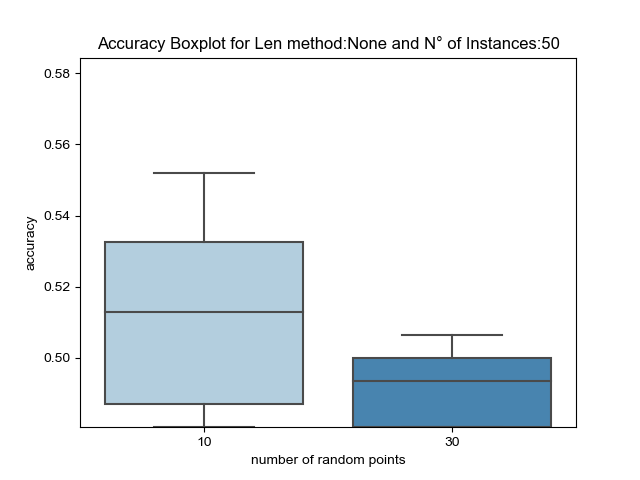 Accuracy Boxplot for Len method:None and N° of Instances:50
0.58
0.56
0.54
0.52
0.50
accuracy
10 30
number of random points